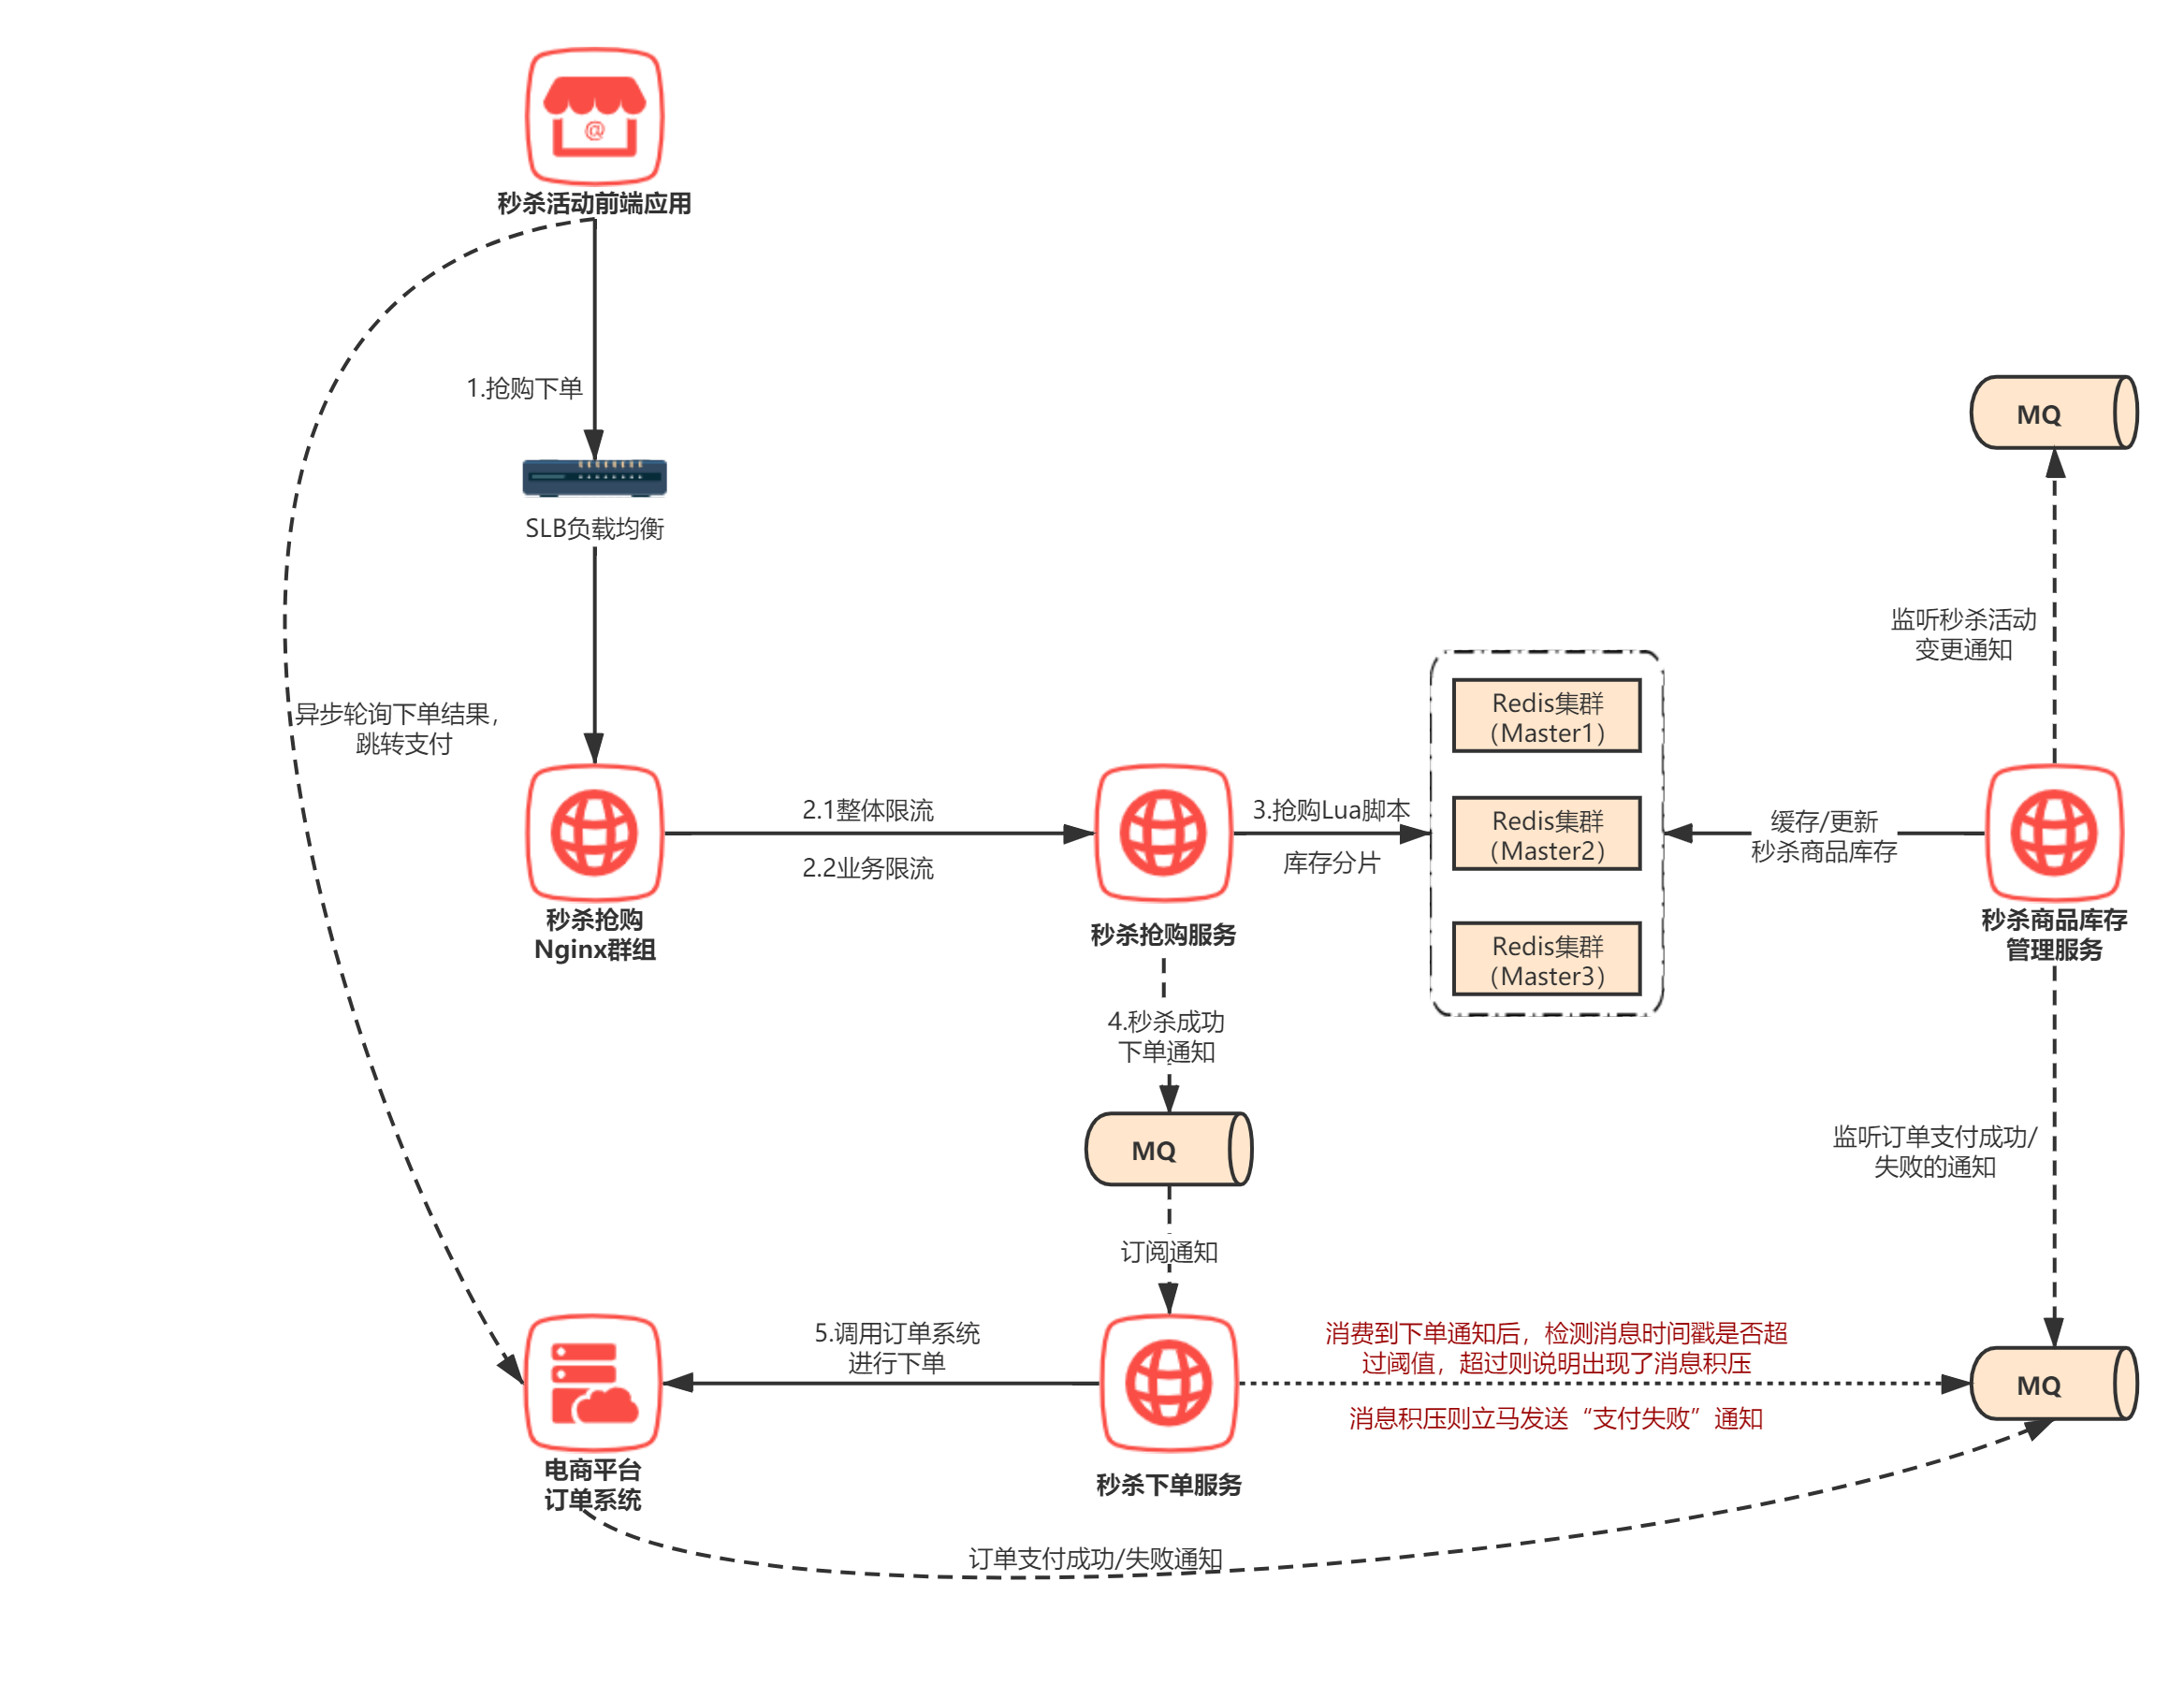 @
秒杀活动前端应用
1.抢购下单
SLB负载均衡
MQ
监听秒杀活动
变更通知
异步轮询下单结果，
跳转支付
Redis集群
（Master1）
Redis集群
（Master2）
Redis集群
（Master3）
2.1整体限流
2.2业务限流
3.抢购Lua脚本
库存分片
缓存/更新
秒杀商品库存
秒杀抢购
Nginx群组
秒杀抢购服务
秒杀商品库存
管理服务
4.秒杀成功
下单通知
MQ
监听订单支付成功/
失败的通知
订阅通知
5.调用订单系统
进行下单
消费到下单通知后，检测消息时间戳是否超
过阈值，超过则说明出现了消息积压
MQ
消息积压则立马发送“支付失败”通知
电商平台
订单系统
秒杀下单服务
订单支付成功/失败通知